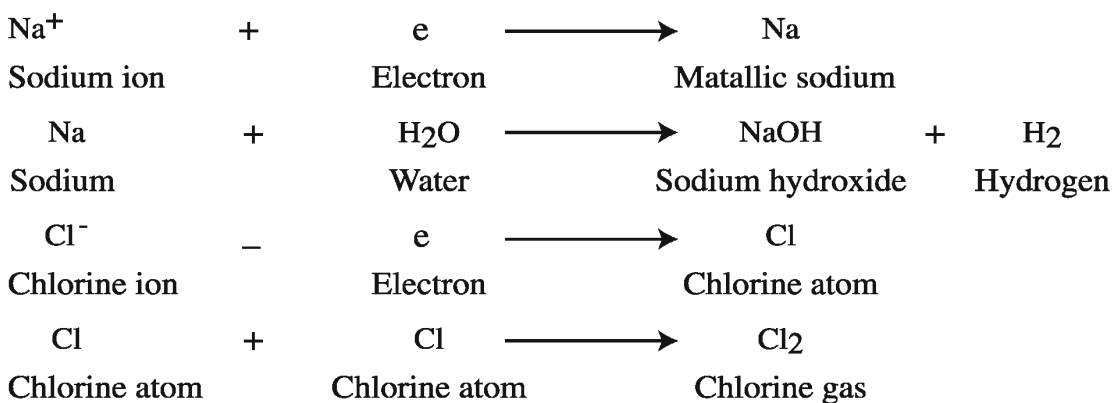 Na+ + e ⟶ Na
Sodium ion Electron Matallic sodium
Na + H2O ⟶ NaOH + H2
Sodium Water Sodium hydroxide Hydrogen
Cl- – e ⟶ Cl
Chlorine ion Electron Chlorine atom
Cl + Cl ⟶ Cl2
Chlorine atom Chlorine atom Chlorine gas